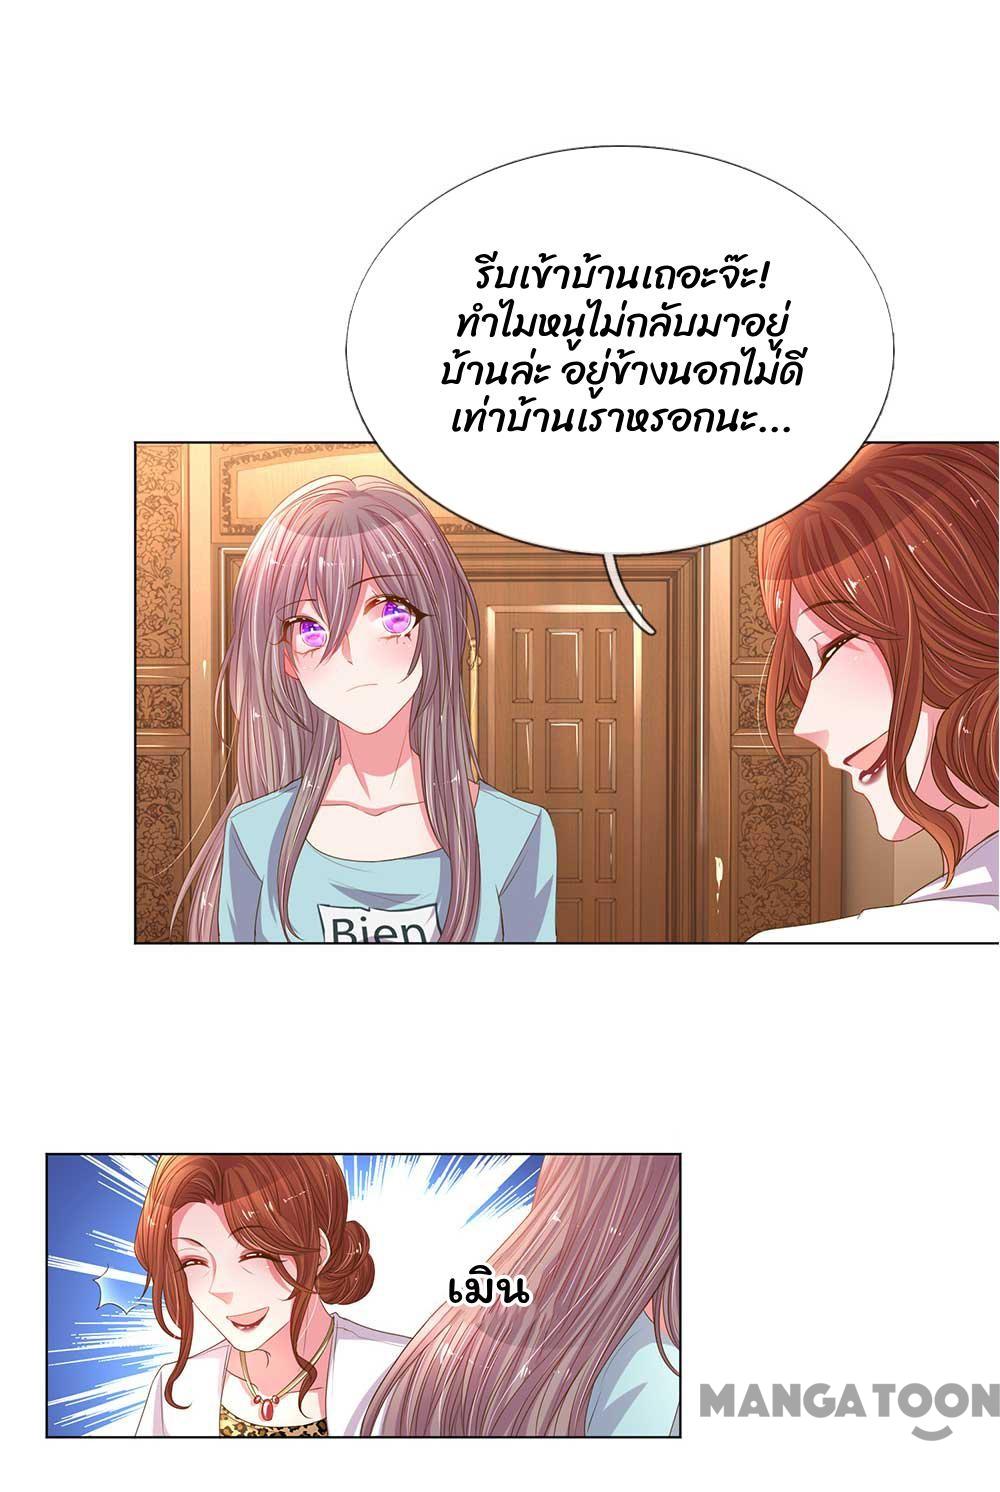 รีบเข้าบ้านเถอะจ๊ะ!
ทำไมหนูไม่กลับมาอยู่
บ้านล่ะ อยู่ข้างนอกไม่ดี
เท่าบ้านเราหรอกนะ...
Bien
เมิน
MANGATOON